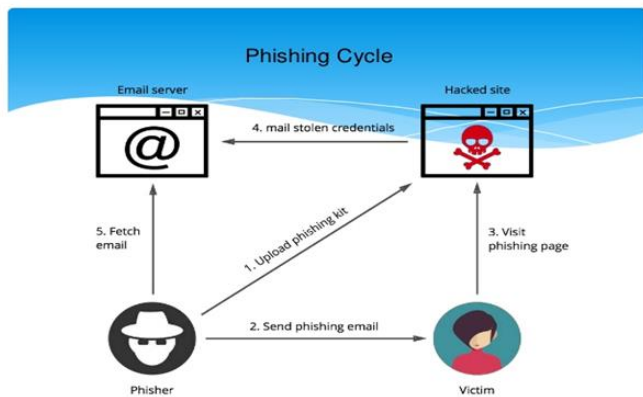 Phishing Cycle
Email server
Hacked site
@
4. mail stolen credentials
5. Fetch
email
1. Upload phishing kit
3. Visit
phishing page
2. Send phishing email
Phisher
Victim